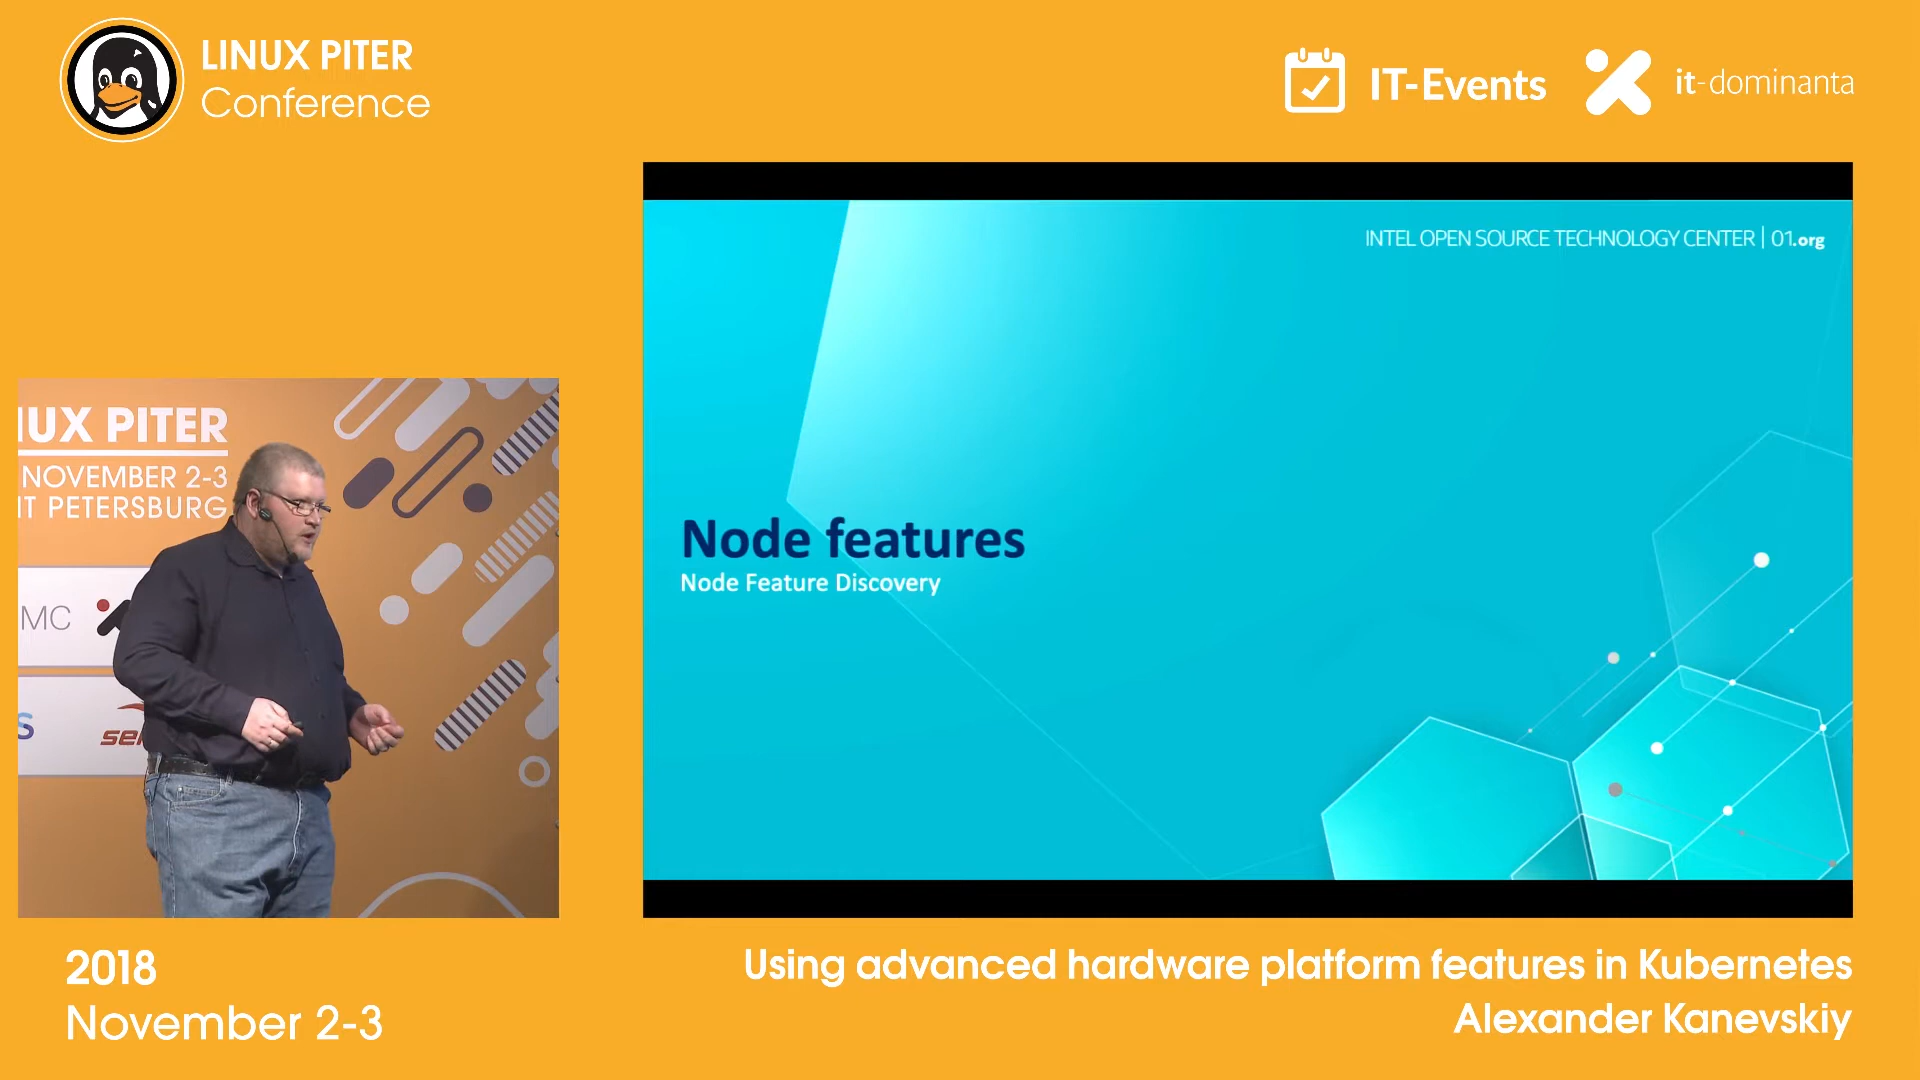 LINUX PITER
Conference
IT-Events
it-dominanta
INTEL OPEN SOURCE TECHNOLOGY CENTER | 01.org
Node features
Node Feature Discovery
NUX PITER
NOVEMBER 2-3
NT PETERSBURG
MC
S
2018
November 2-3
Using advanced hardware platform features in Kubernetes
Alexander Kanevskiy